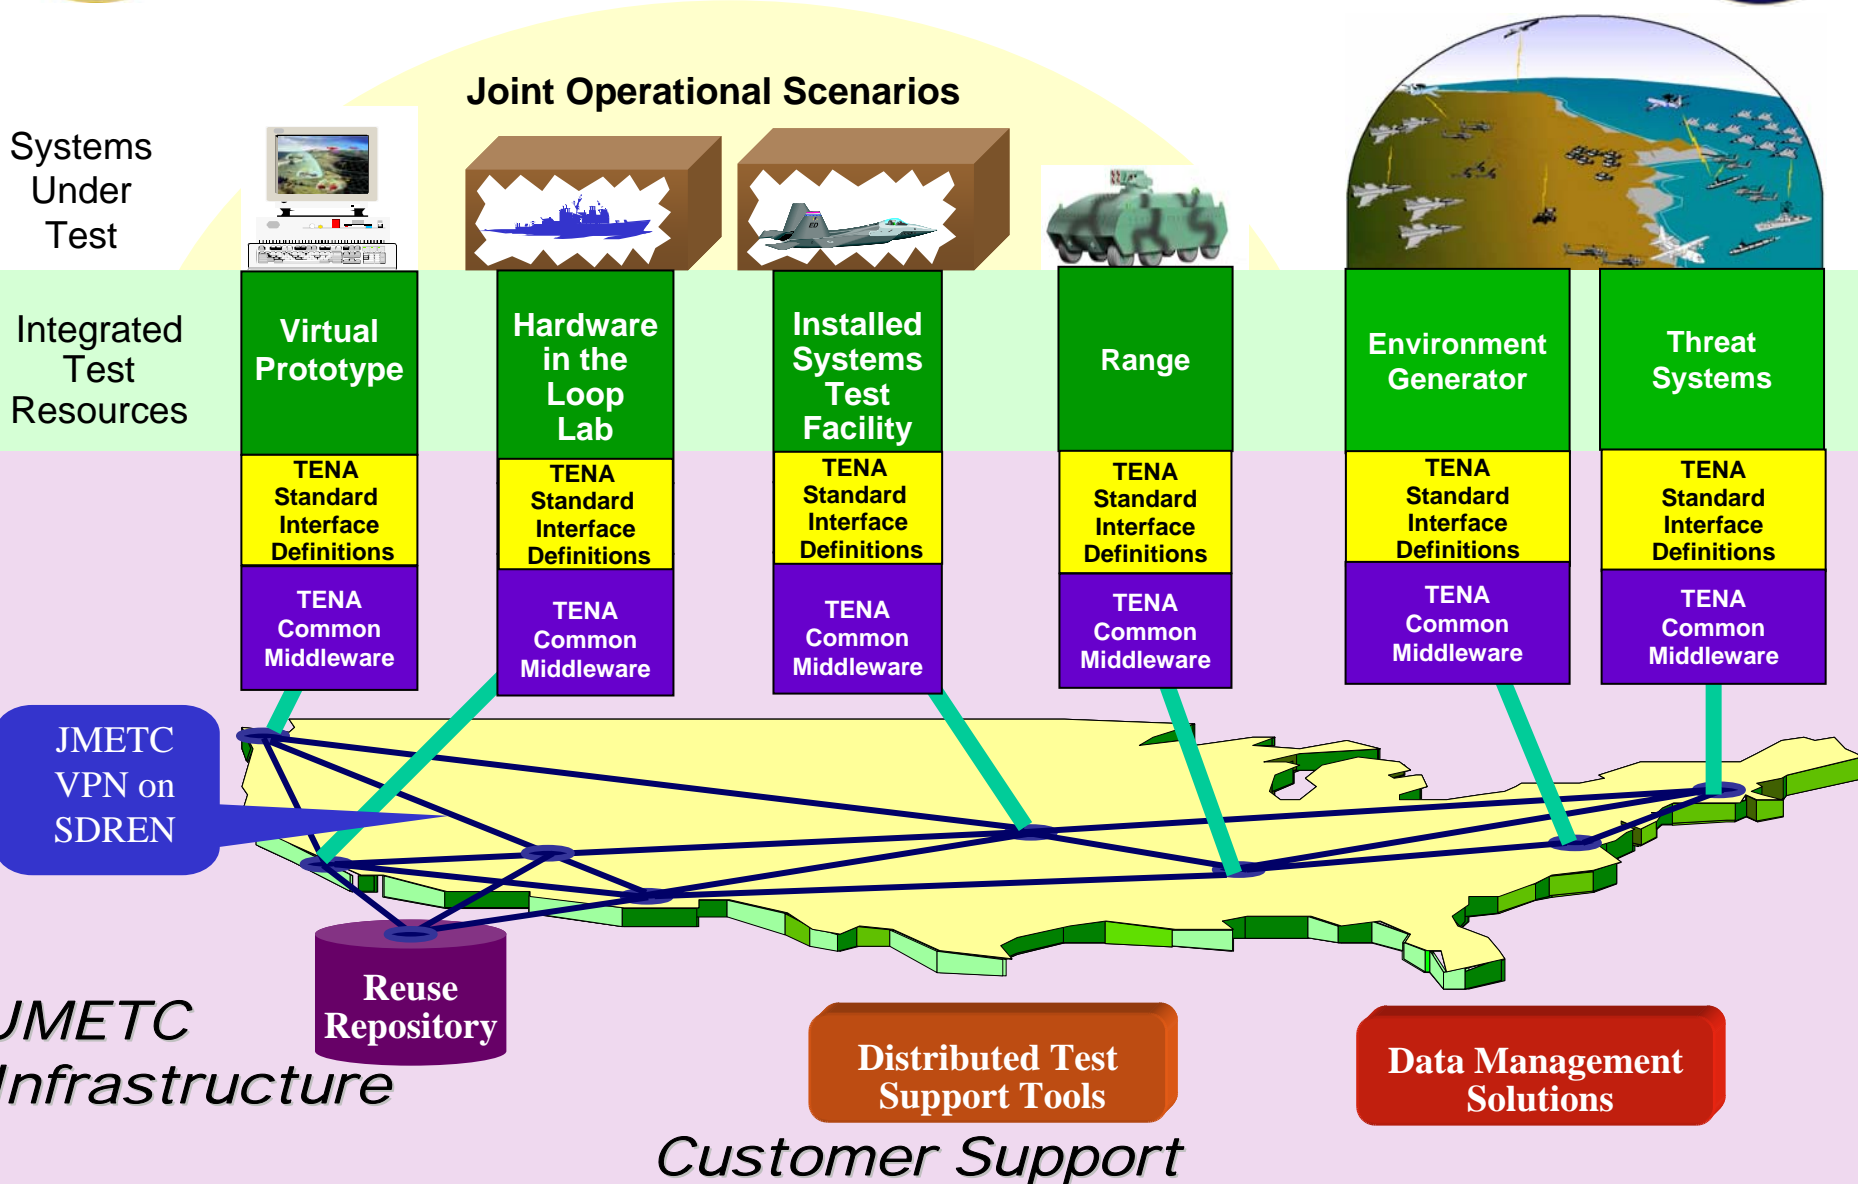 Joint Operational Scenarios
Systems
Under
Test
ED
Integrated
Test
Resources
Virtual
Prototype
Hardware
in the
Loop
Lab
Installed
Systems
Test
Facility
Range
Environment
Generator
Threat
Systems
TENA
Standard
Interface
Definitions
TENA
Standard
Interface
Definitions
TENA
Standard
Interface
Definitions
TENA
Standard
Interface
Definitions
TENA
Standard
Interface
Definitions
TENA
Standard
Interface
Definitions
TENA
Common
Middleware
TENA
Common
Middleware
TENA
Common
Middleware
TENA
Common
Middleware
TENA
Common
Middleware
TENA
Common
Middleware
JMETC
VPN on
SDREN
Reuse
Repository
JMETC
Infrastructure
Distributed Test
Support Tools
Data Management
Solutions
Customer Support